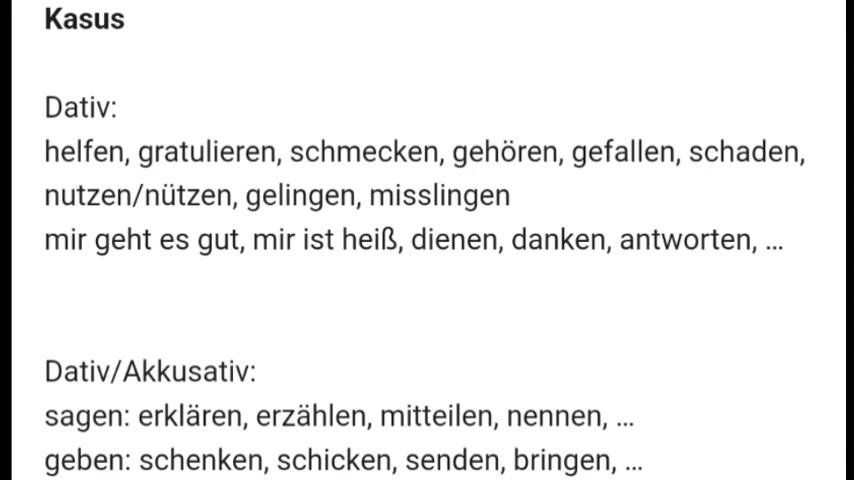 Kasus
Dativ:
helfen, gratulieren, schmecken, gehören, gefallen, schaden,
nutzen/nützen, gelingen, misslingen
mir geht es gut, mir ist heiß, dienen, danken, antworten, ...
Dativ/Akkusativ:
sagen: erklären, erzählen, mitteilen, nennen, ...
geben: schenken, schicken, senden, bringen, ...